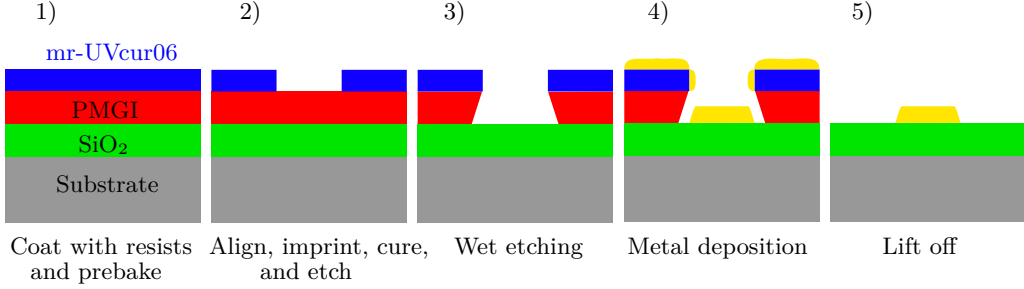 1)
2)
3)
4)
5)
mr-UVcur06
PMGI
SiO₂
Substrate
Coat with resists
and prebake
Align, imprint, cure,
and etch
Wet etching
Metal deposition
Lift off